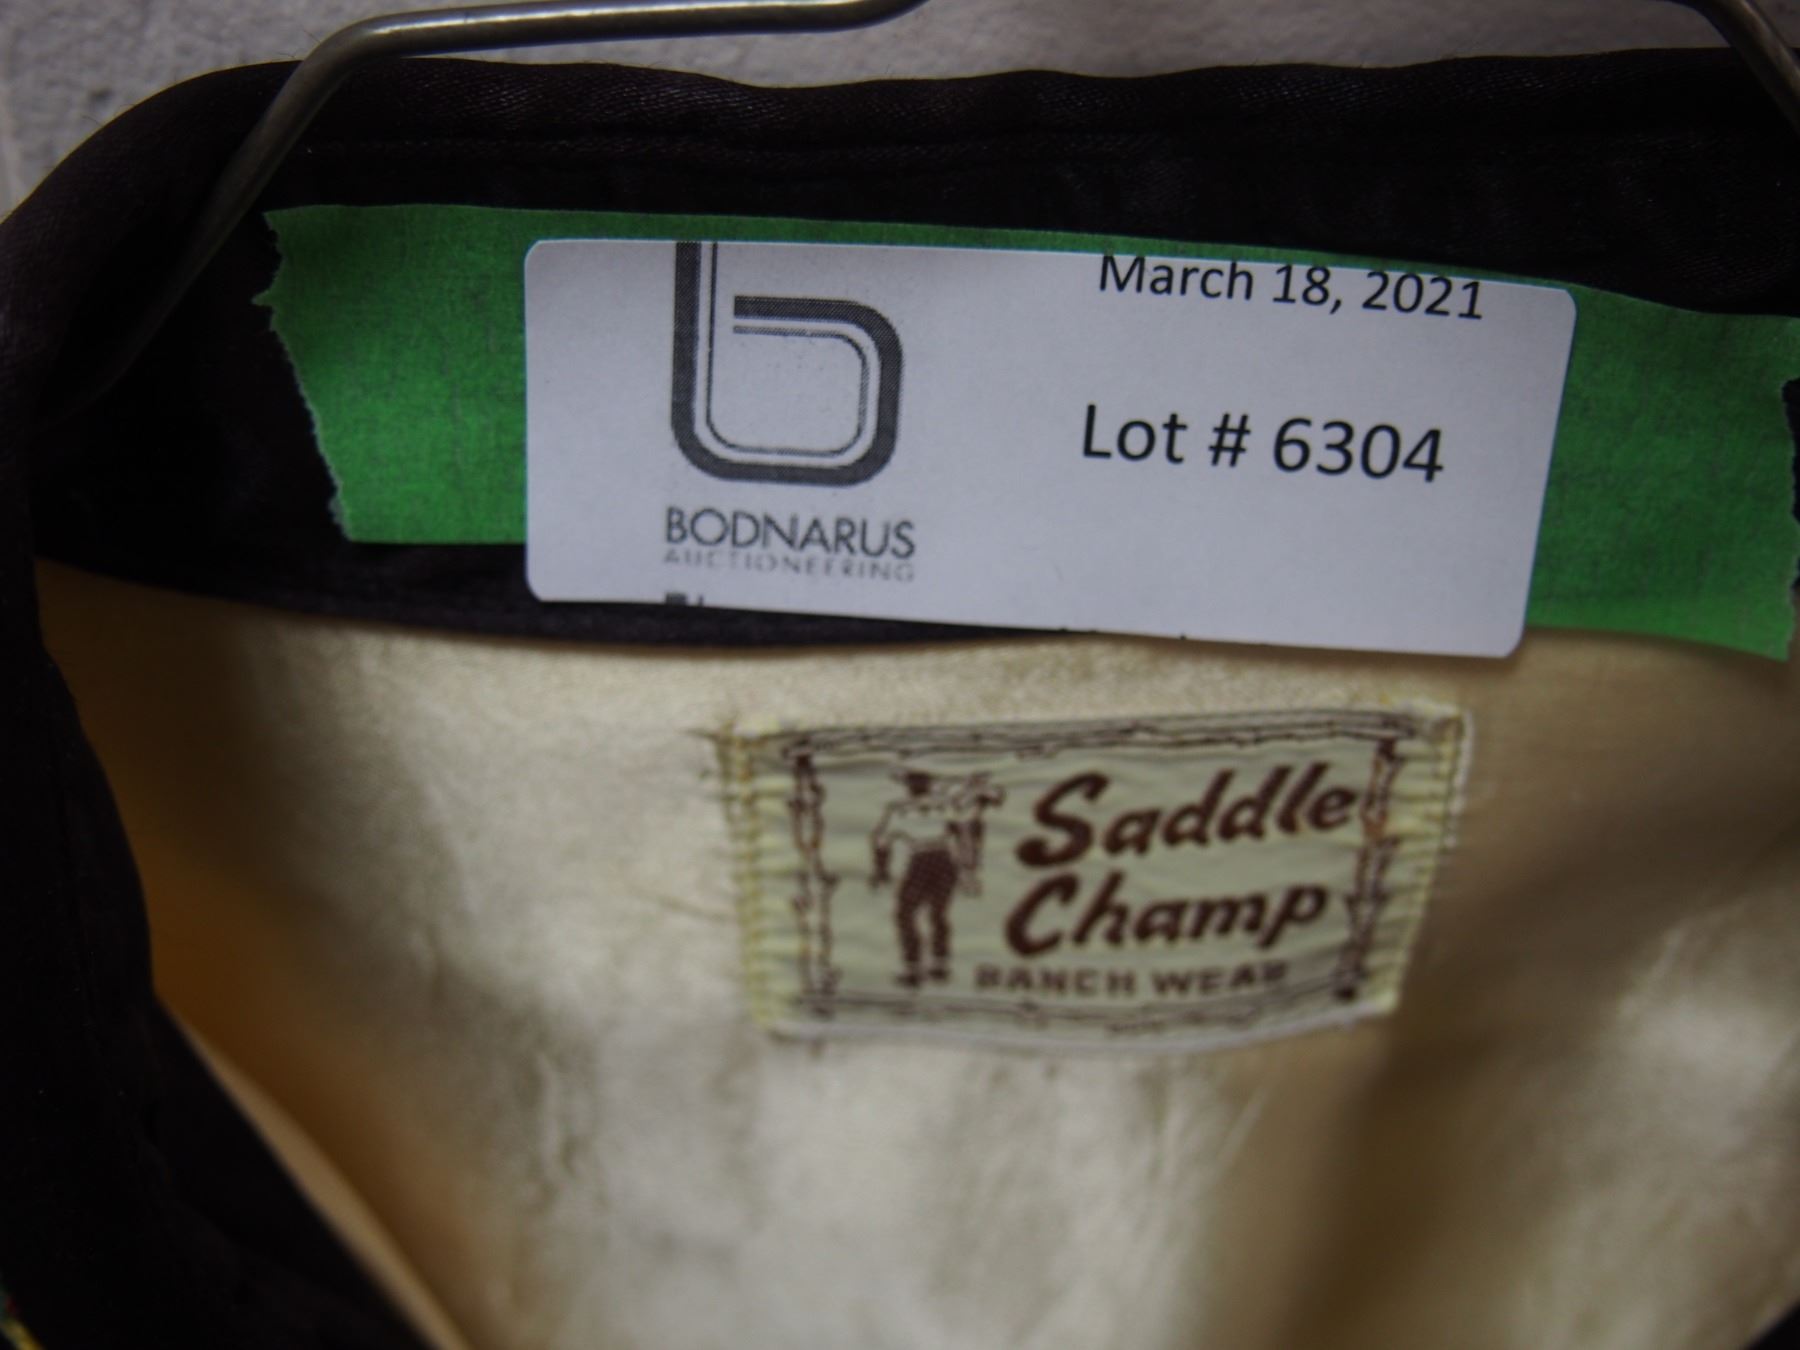 March 18, 2021
Lot # 6304
BODNARUS
AUCTIONEERING
Saddle
Champ
RANCH WEAR